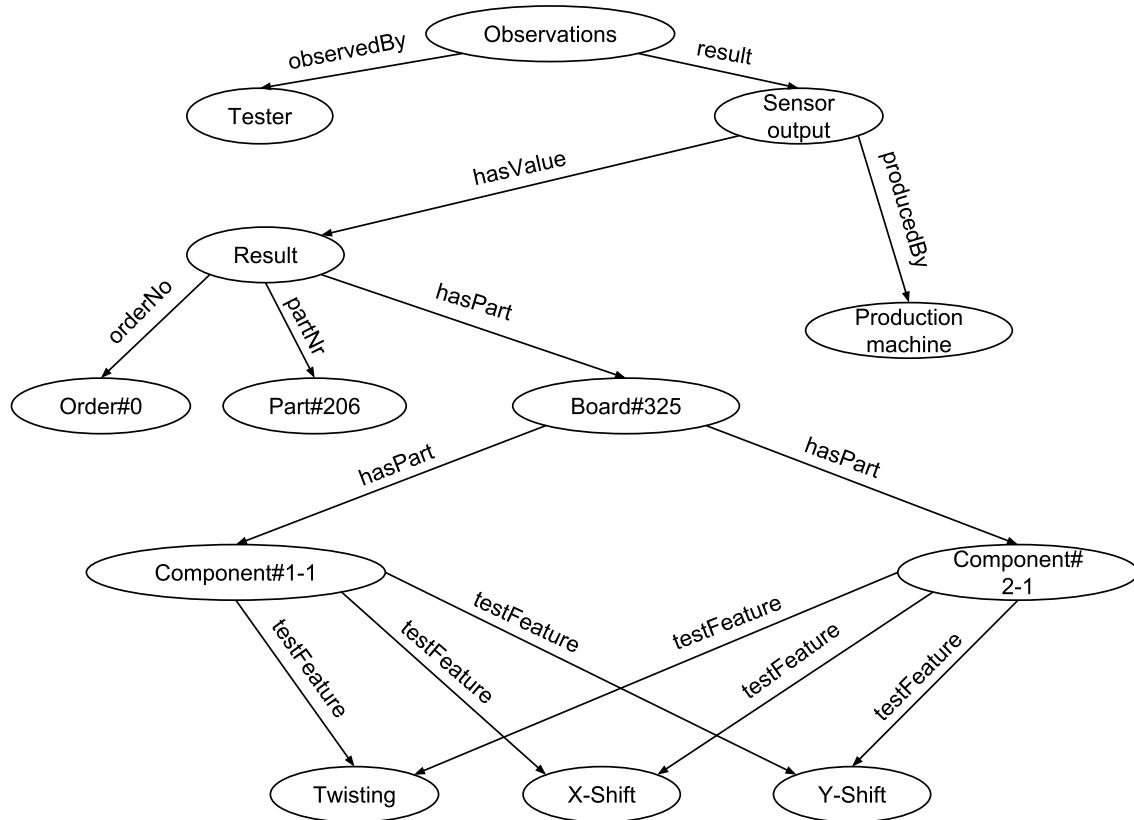 Observations
observedBy
result
Tester
Sensor
output
hasValue
producedBy
Result
orderNo
partNr
hasPart
Production
machine
Order#0
Part#206
Board#325
hasPart
hasPart
Component#1-1
Component#
2-1
testFeature
testFeature
testFeature
testFeature
testFeature
testFeature
Twisting
X-Shift
Y-Shift